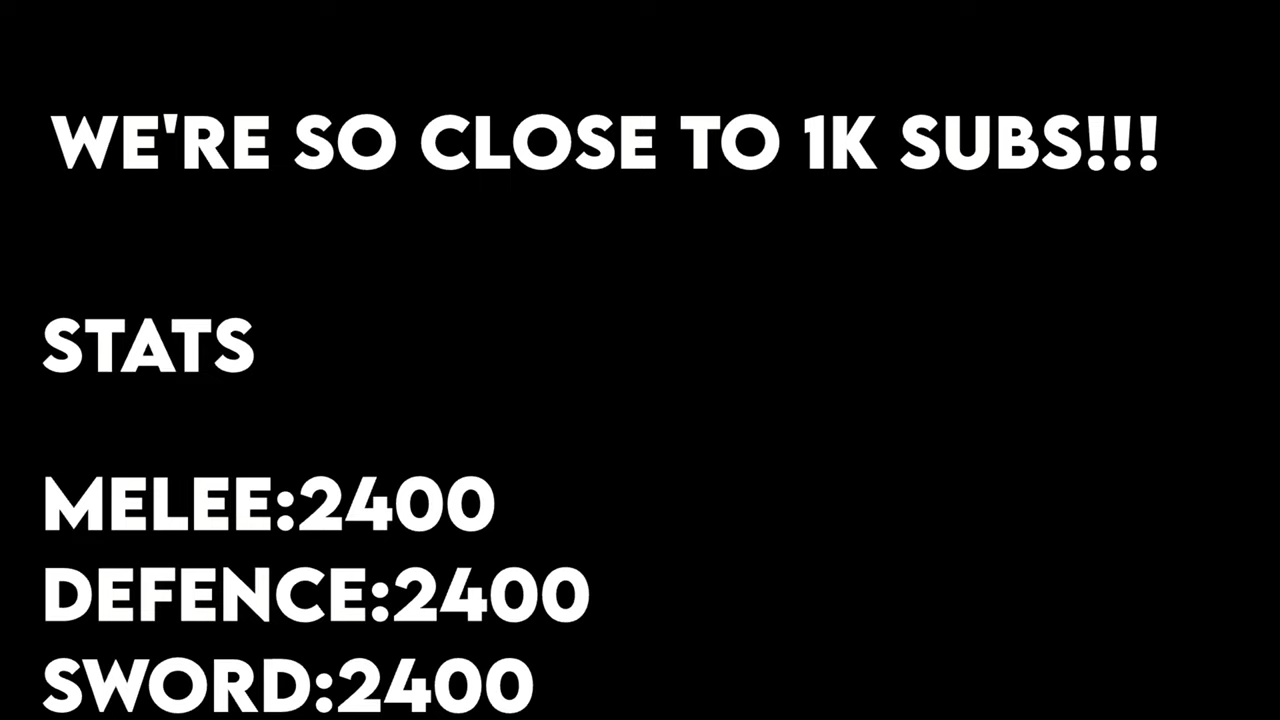 WE'RE SO CLOSE TO 1K SUBS!!!
STATS
MELEE:2400
DEFENCE:2400
SWORD:2400